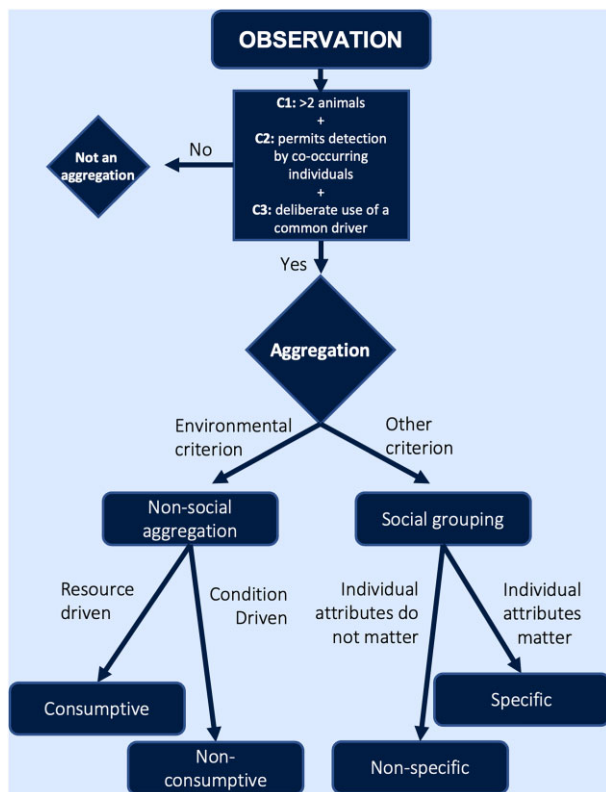 OBSERVATION
C1: >2 animals
+
C2: permits detection
by co-occurring
individuals
+
C3: deliberate use of a
common driver
No
Not an
aggregation
Yes
Aggregation
Environmental
criterion
Other
criterion
Non-social
aggregation
Social grouping
Resource
driven
Condition
Driven
Individual
attributes do
not matter
Individual
attributes
matter
Consumptive
Non-
consumptive
Non-specific
Specific